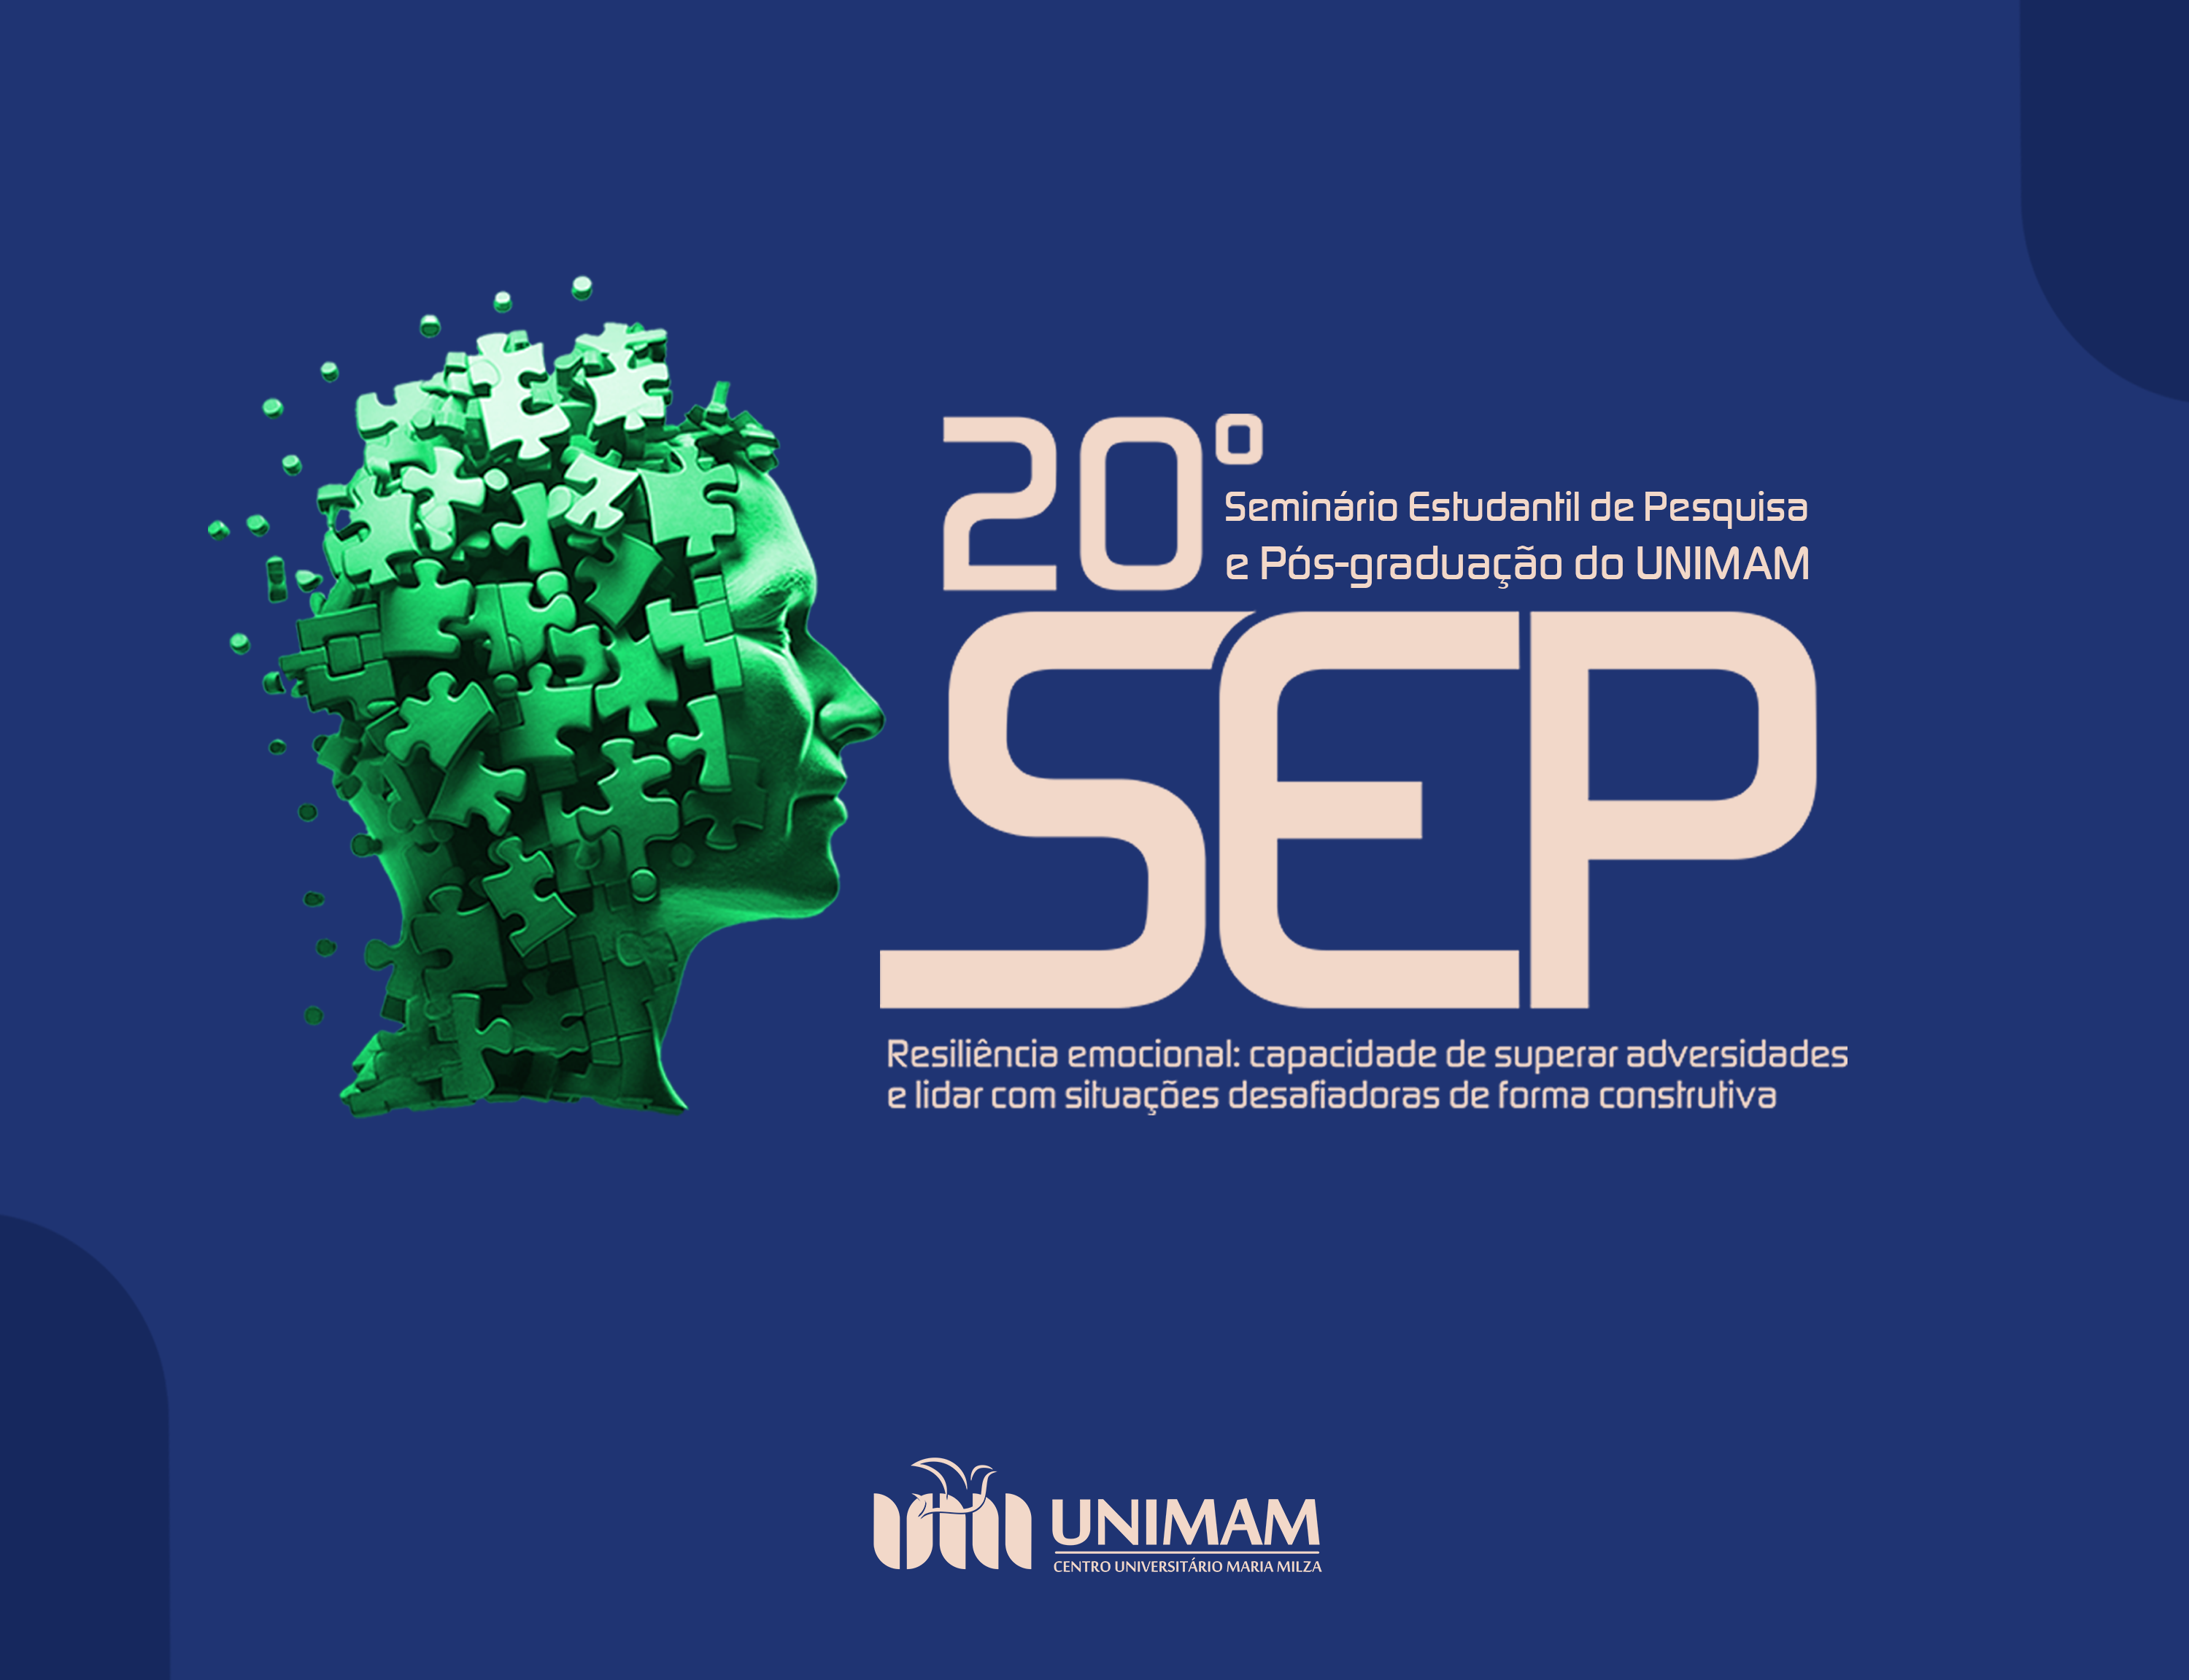 20º
Seminário Estudantil de Pesquisa
e Pós-graduação do UNIMAM
SEP
Resiliência emocional: capacidade de superar adversidades
e lidar com situações desafiadoras de forma construtiva
UNIMAM
CENTRO UNIVERSITÁRIO MARIA MILZA